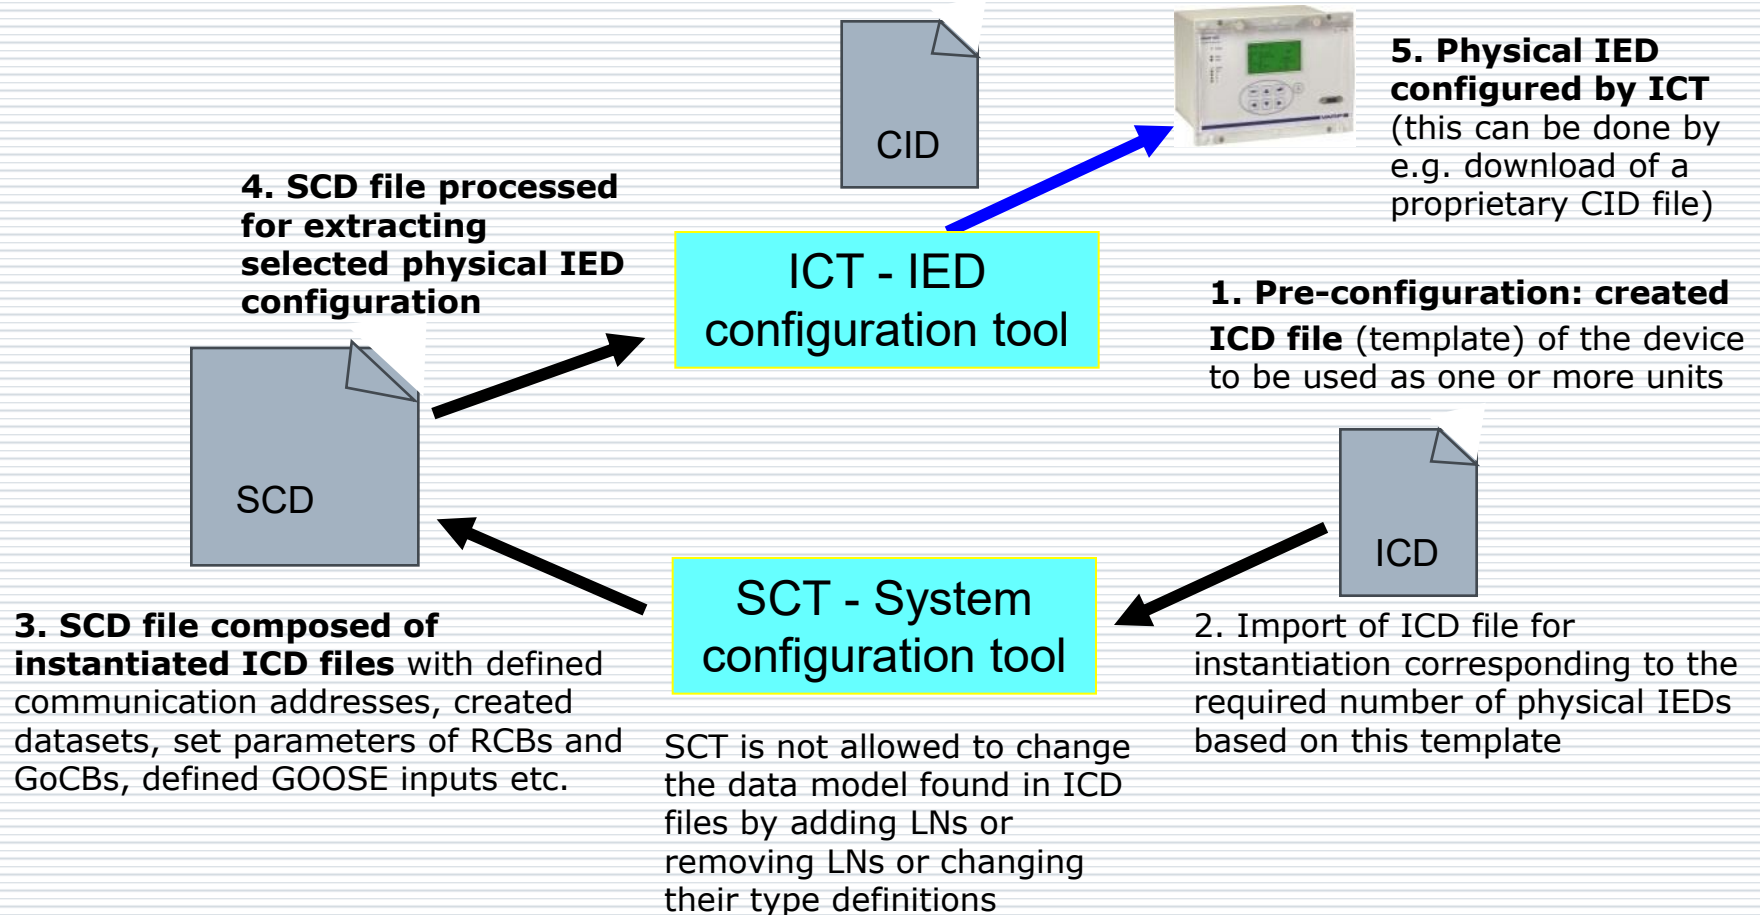 CID
5. Physical IED
configured by ICT
(this can be done by
e.g. download of a
proprietary CID file)
4. SCD file processed
for extracting
selected physical IED
configuration
ICT - IED
configuration tool
1. Pre-configuration: created
ICD file (template) of the device
to be used as one or more units
SCD
ICD
SCT - System
configuration tool
3. SCD file composed of
instantiated ICD files with defined
communication addresses, created
datasets, set parameters of RCBs and
GoCBs, defined GOOSE inputs etc.
2. Import of ICD file for
instantiation corresponding to the
required number of physical IEDs
based on this template
SCT is not allowed to change
the data model found in ICD
files by adding LNs or
removing LNs or changing
their type definitions